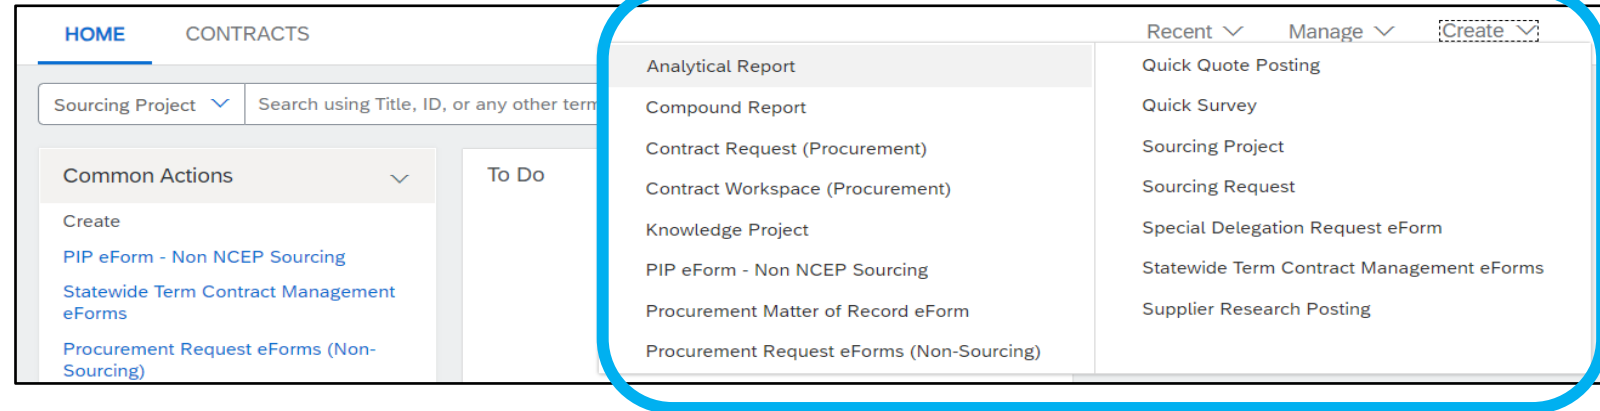 HOME CONTRACTS Recent Manage Create
Sourcing Project Search using Title, ID, or any other term
Common Actions
Create
PIP eForm - Non NCEP Sourcing
Statewide Term Contract Management
eForms
Procurement Request eForms (Non-
Sourcing)
To Do
Analytical Report
Compound Report
Contract Request (Procurement)
Contract Workspace (Procurement)
Knowledge Project
PIP eForm - Non NCEP Sourcing
Procurement Matter of Record eForm
Procurement Request eForms (Non-Sourcing)
Quick Quote Posting
Quick Survey
Sourcing Project
Sourcing Request
Special Delegation Request eForm
Statewide Term Contract Management eForms
Supplier Research Posting